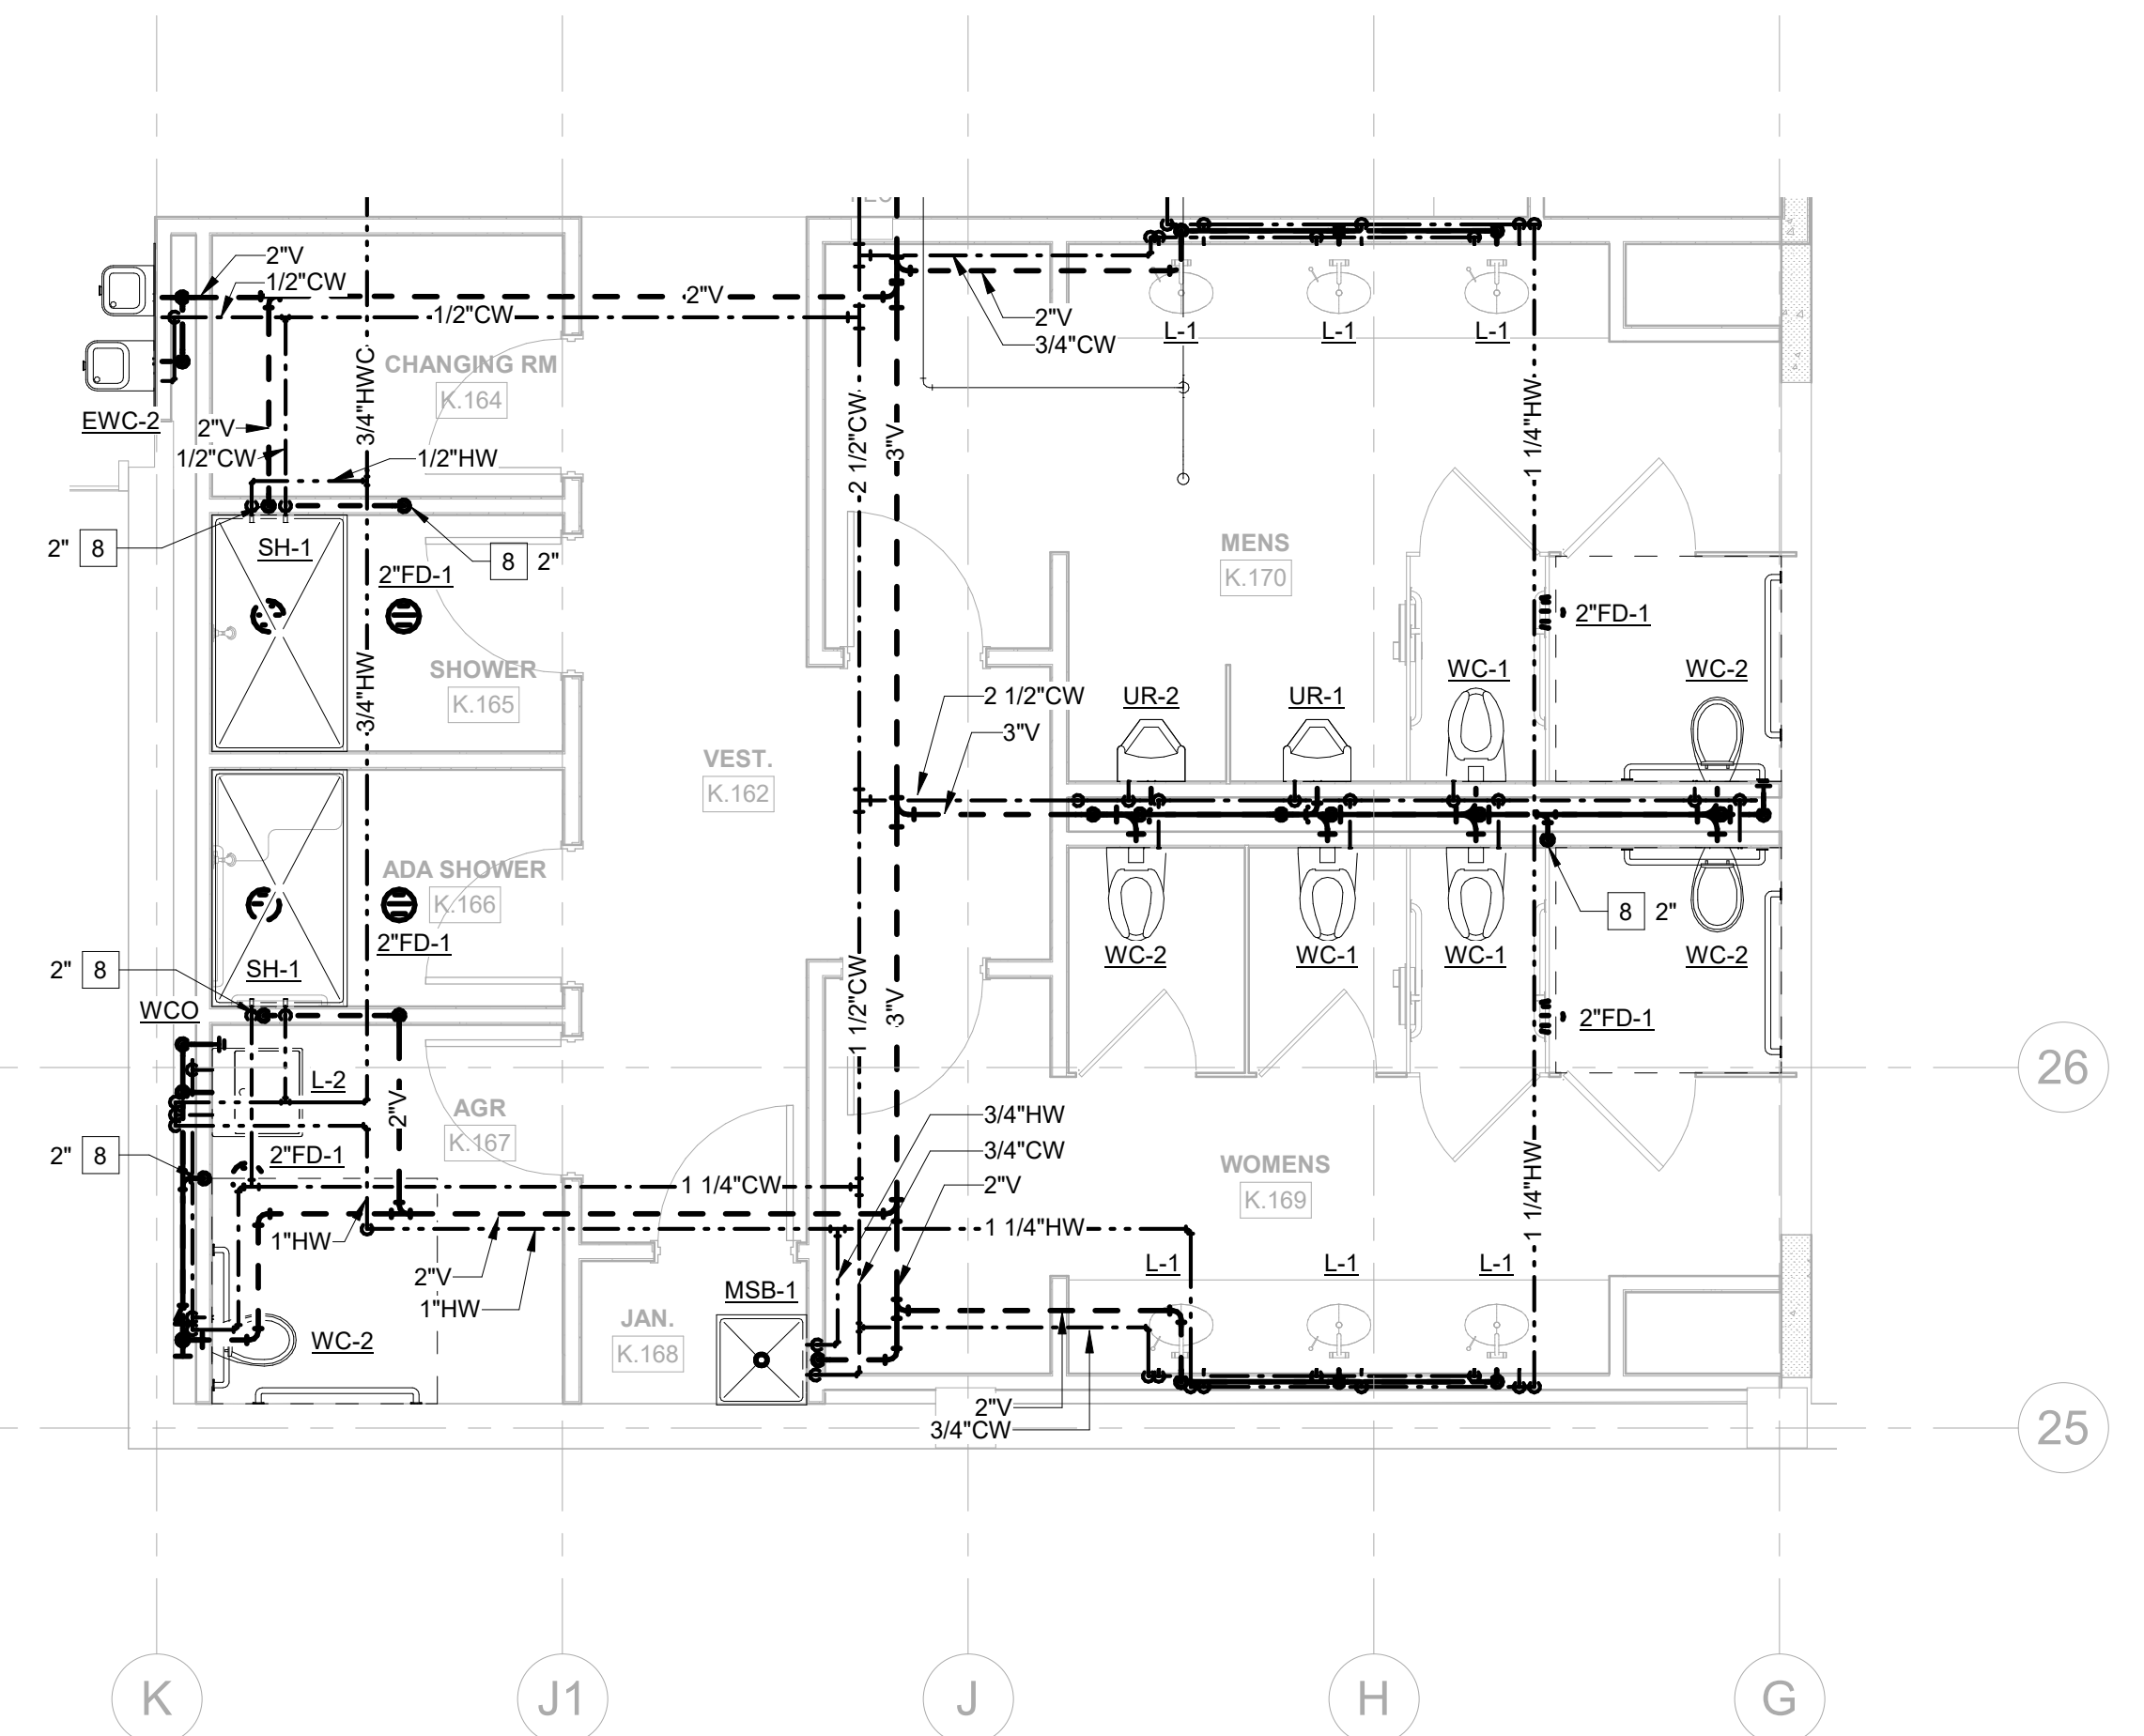 2"V
1/2"CW
2"V
1/2"CW
2"V
3/4"CW
L-1
L-1
L-1
CHANGING RM
K.164
3/4"HWC
EWC-2
2"V
1/2"CW
1/2"HW
2 1/2"CW
3"V
1 1/4"HW
2" 8
SH-1
8 2"
2"FD-1
MENS
K.170
2"FD-1
SHOWER
K.165
3/4"HW
2 1/2"CW
3"V
UR-2
UR-1
WC-1
WC-2
VEST.
K.162
ADA SHOWER
K.166
2"FD-1
WC-2
WC-1
WC-1
WC-2
8 2"
2" 8
SH-1
WCO
1 1/2"CW
3"V
2"FD-1
26
L-2
2"V
AGR
K.167
3/4"HW
3/4"CW
2"V
2" 8
2"FD-1
1 1/4"CW
WOMENS
K.169
1 1/4"HW
1"HW
1 1/4"HW
2"V
1"HW
L-1
L-1
L-1
MSB-1
JAN.
K.168
WC-2
2"V
3/4"CW
25
K
J1
J
H
G